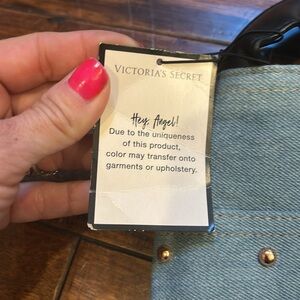 VICTORIA'S SECRET
Hey, Angel!
Due to the uniqueness
of this product,
color may transfer onto
garments or upholstery.